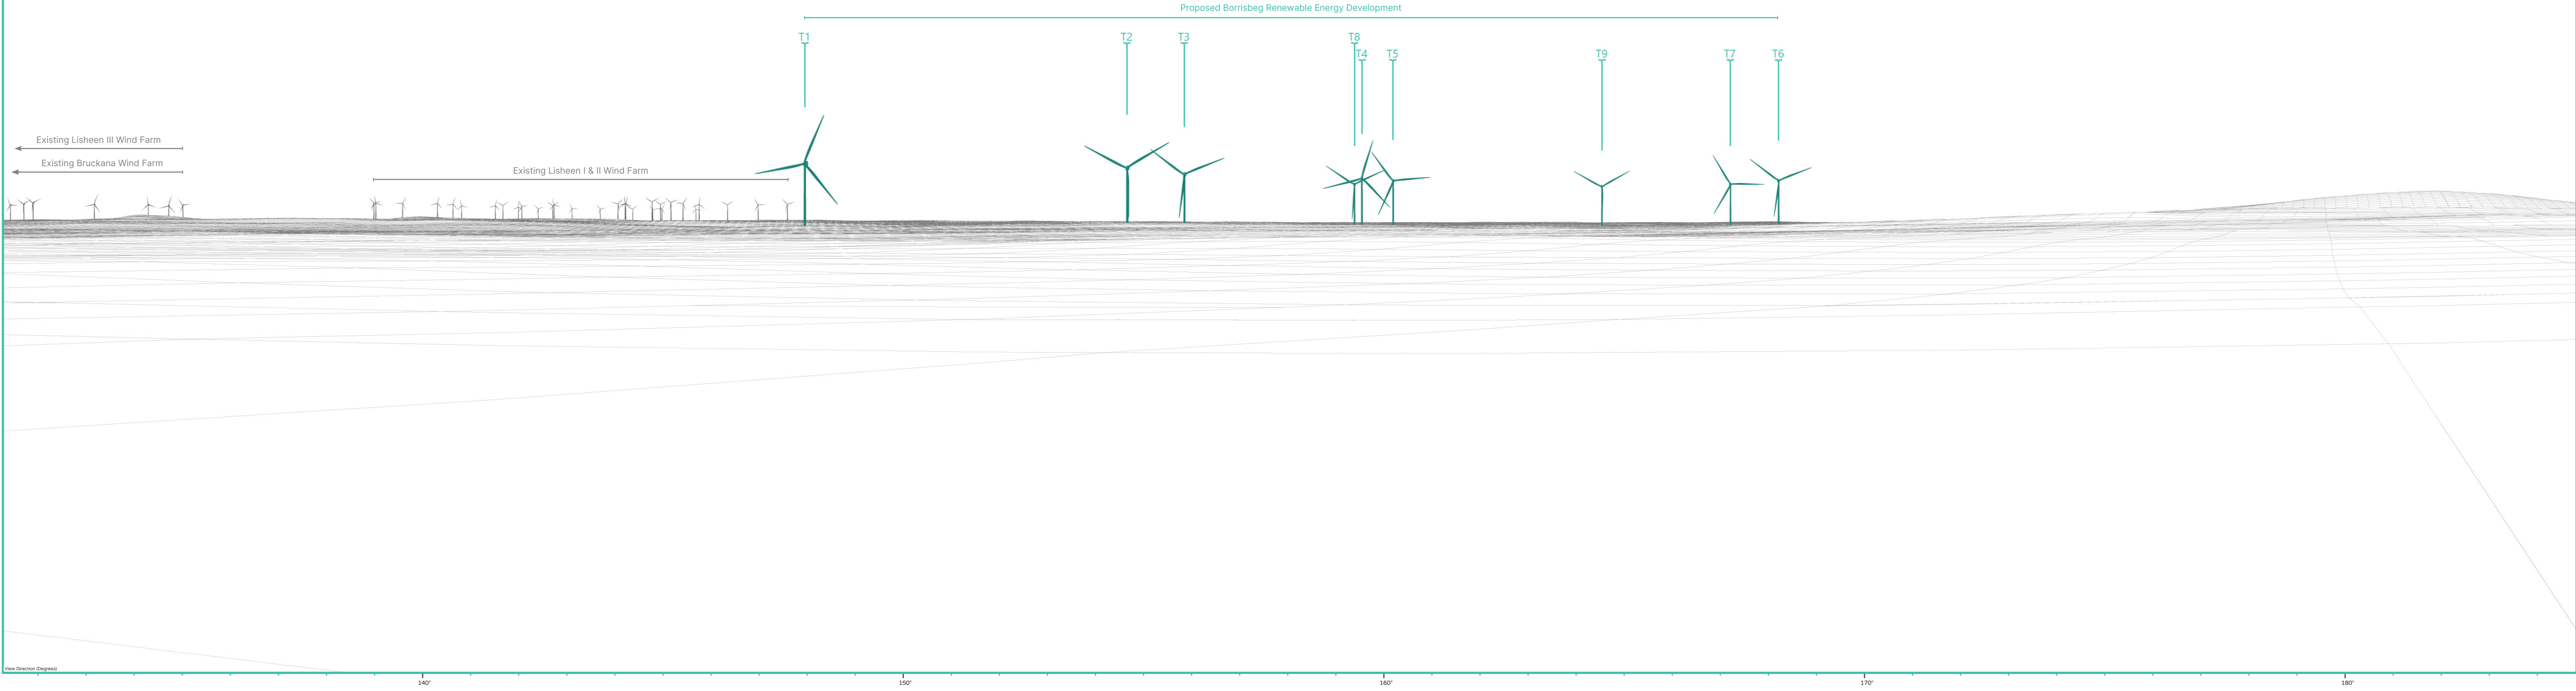 Proposed Borrisbeg Renewable Energy Development
T1
T2
T3
T8
T4
T5
T9
T7
T6
Existing Lisheen III Wind Farm
Existing Bruckana Wind Farm
Existing Lisheen I & II Wind Farm
View Direction (Degrees)
140°
150°
160°
170°
180°